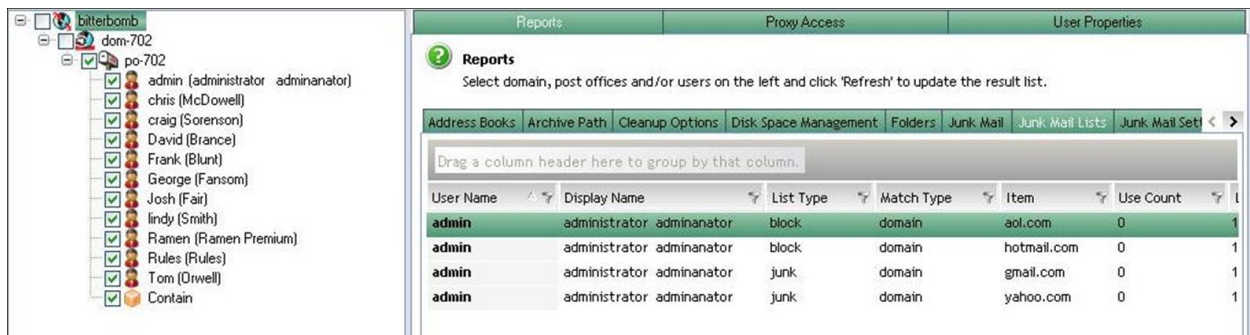 bitterbomb
dom-702
po-702
admin (administrator adminanator)
chris (McDowell)
craig (Sorenson)
David (Brance)
Frank (Blunt)
George (Fansom)
Josh (Fair)
lindy (Smith)
Ramen (Ramen Premium)
Rules (Rules)
Tom (Orwell)
Contain
Reports Proxy Access User Properties
Reports
Select domain, post offices and/or users on the left and click 'Refresh' to update the result list.
Address Books Archive Path Cleanup Options Disk Space Management Folders Junk Mail Junk Mail Lists Junk Mail Sett
Drag a column header here to group by that column.
User Name Display Name List Type Match Type Item Use Count
admin administrator adminanator block domain aol.com 0 1
admin administrator adminanator block domain hotmail.com 0 1
admin administrator adminanator junk domain gmail.com 0 1
admin administrator adminanator junk domain yahoo.com 0 1